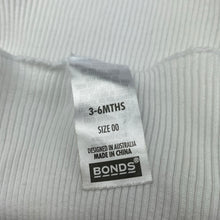 3-6MTHS
SIZE 00
DESIGNED IN AUSTRALIA
MADE IN CHINA
BONDS®